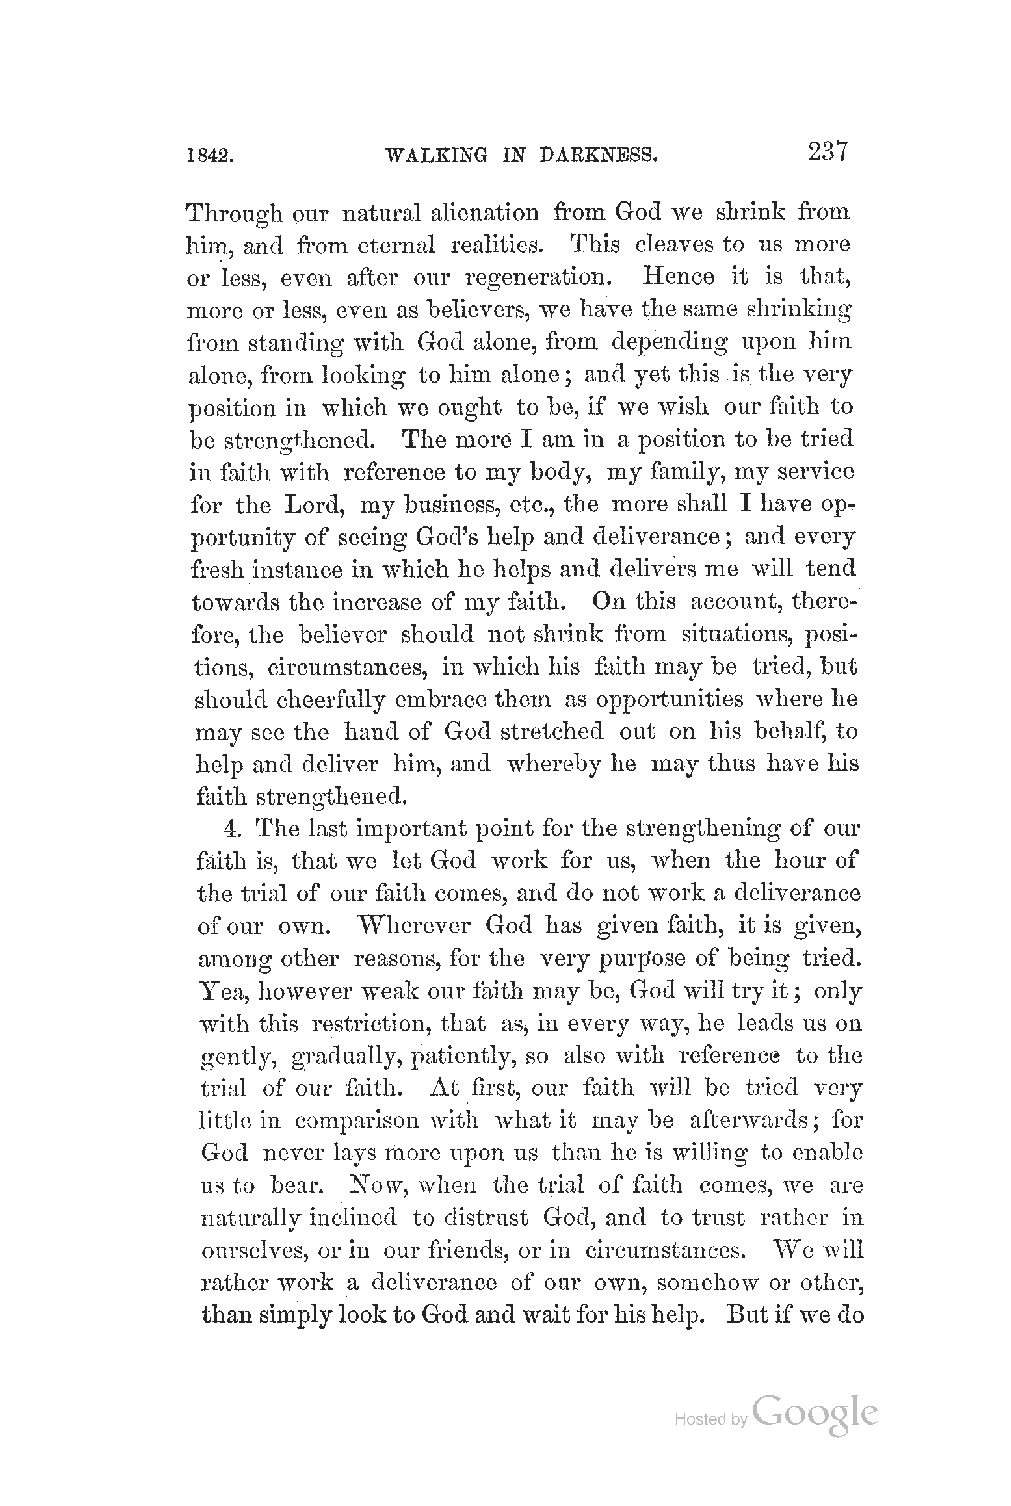 1842. WALKING IN DARKNESS. 237
Through our natural alienation from God we shrink from
him, and from eternal realities. This cleaves to us more
or less, even after our regeneration. Hence it is that,
more or less, even as believers, we have the same shrinking
from standing with God alone, from depending upon him
alone, from looking to him alone; and yet this is the very
position in which we ought to be, if we wish our faith to
be strengthened. The more I am in a position to be tried
in faith with reference to my body, my family, my service
for the Lord, my business, etc., the more shall I have op-
portunity of seeing God's help and deliverance; and every
fresh instance in which he helps and delivers me will tend
towards the increase of my faith. On this account, there-
fore, the believer should not shrink from situations, posi-
tions, circumstances, in which his faith may be tried, but
should cheerfully embrace them as opportunities where he
may see the hand of God stretched out on his behalf, to
help and deliver him, and whereby he may thus have his
faith strengthened.
4. The last important point for the strengthening of our
faith is, that we let God work for us, when the hour of
the trial of our faith comes, and do not work a deliverance
of our own. Wherever God has given faith, it is given,
among other reasons, for the very purpose of being tried.
Yea, however weak our faith may be, God will try it; only
with this restriction, that as, in every way, he leads us on
gently, gradually, patiently, so also with reference to the
trial of our faith. At first, our faith will be tried very
little in comparison with what it may be afterwards; for
God never lays more upon us than he is willing to enable
us to bear. Now, when the trial of faith comes, we are
naturally inclined to distrust God, and to trust rather in
ourselves, or in our friends, or in circumstances. We will
rather work a deliverance of our own, somehow or other,
than simply look to God and wait for his help. But if we do
Hosted by Google